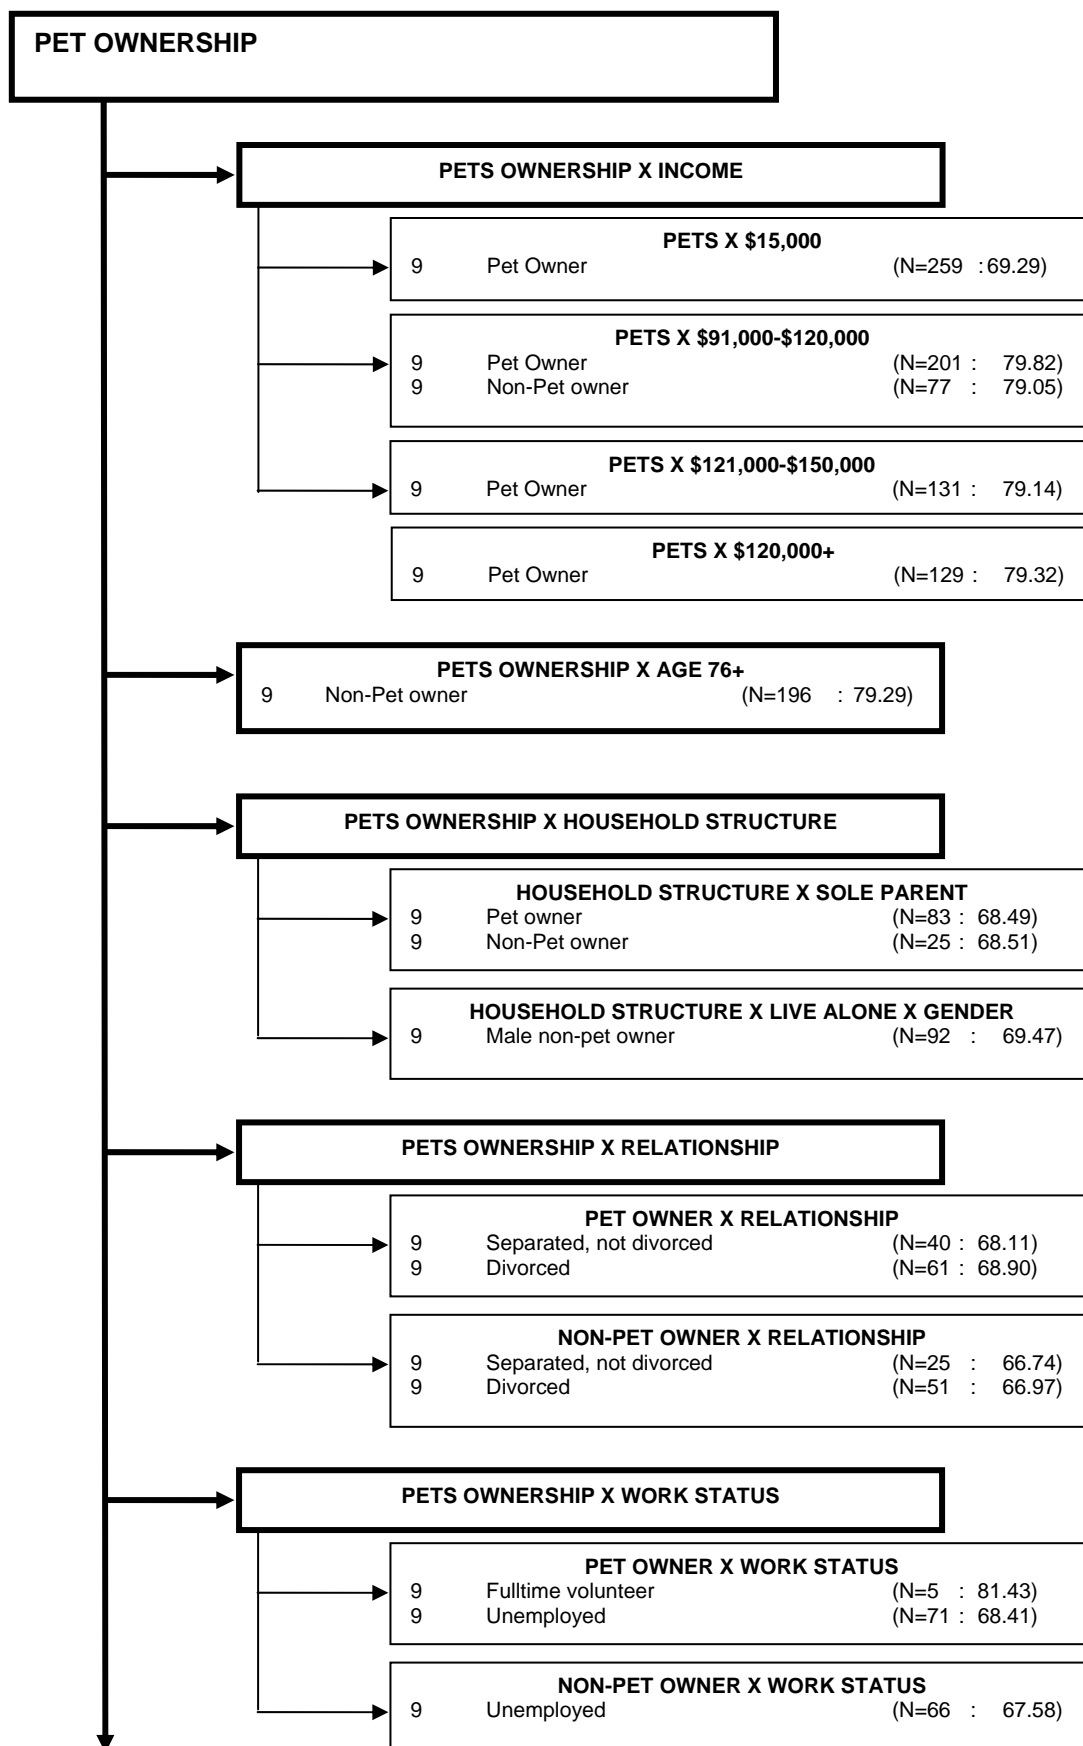 PET OWNERSHIP
PETS OWNERSHIP X INCOME
PETS X $15,000
9 Pet Owner (N=259 : 69.29)
PETS X $91,000-$120,000
9 Pet Owner (N=201 : 79.82)
9 Non-Pet owner (N=77 : 79.05)
PETS X $121,000-$150,000
9 Pet Owner (N=131 : 79.14)
PETS X $120,000+
9 Pet Owner (N=129 : 79.32)
PETS OWNERSHIP X AGE 76+
9 Non-Pet owner (N=196 : 79.29)
PETS OWNERSHIP X HOUSEHOLD STRUCTURE
HOUSEHOLD STRUCTURE X SOLE PARENT
9 Pet owner (N=83 : 68.49)
9 Non-Pet owner (N=25 : 68.51)
HOUSEHOLD STRUCTURE X LIVE ALONE X GENDER
9 Male non-pet owner (N=92 : 69.47)
PETS OWNERSHIP X RELATIONSHIP
PET OWNER X RELATIONSHIP
9 Separated, not divorced (N=40 : 68.11)
9 Divorced (N=61 : 68.90)
NON-PET OWNER X RELATIONSHIP
9 Separated, not divorced (N=25 : 66.74)
9 Divorced (N=51 : 66.97)
PETS OWNERSHIP X WORK STATUS
PET OWNER X WORK STATUS
9 Fulltime volunteer (N=5 : 81.43)
9 Unemployed (N=71 : 68.41)
NON-PET OWNER X WORK STATUS
9 Unemployed (N=66 : 67.58)